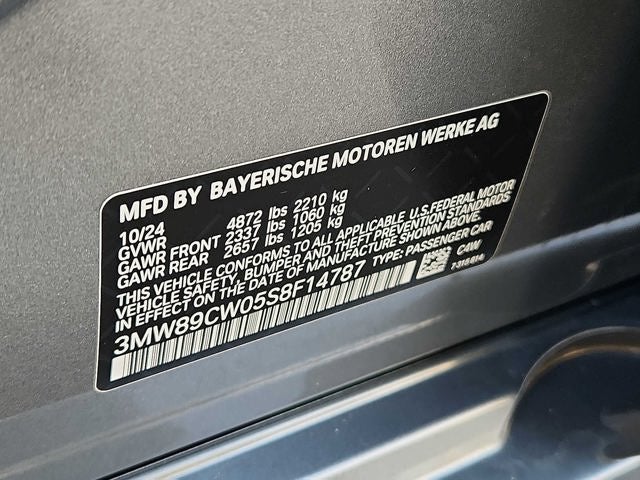 MFD BY BAYERISCHE MOTOREN WERKE AG
10/24
GVWR 4872 lbs 2210 kg
GAWR FRONT 2337 lbs 1060 kg
GAWR REAR 2657 lbs 1205 kg
THIS VEHICLE CONFORMS TO ALL APPLICABLE U.S. FEDERAL MOTOR
VEHICLE SAFETY, BUMPER AND THEFT PREVENTION STANDARDS
IN EFFECT ON THE DATE OF MANUFACTURE SHOWN ABOVE.
3MW89CW05S8F14787 TYPE: PASSENGER CAR
C4W